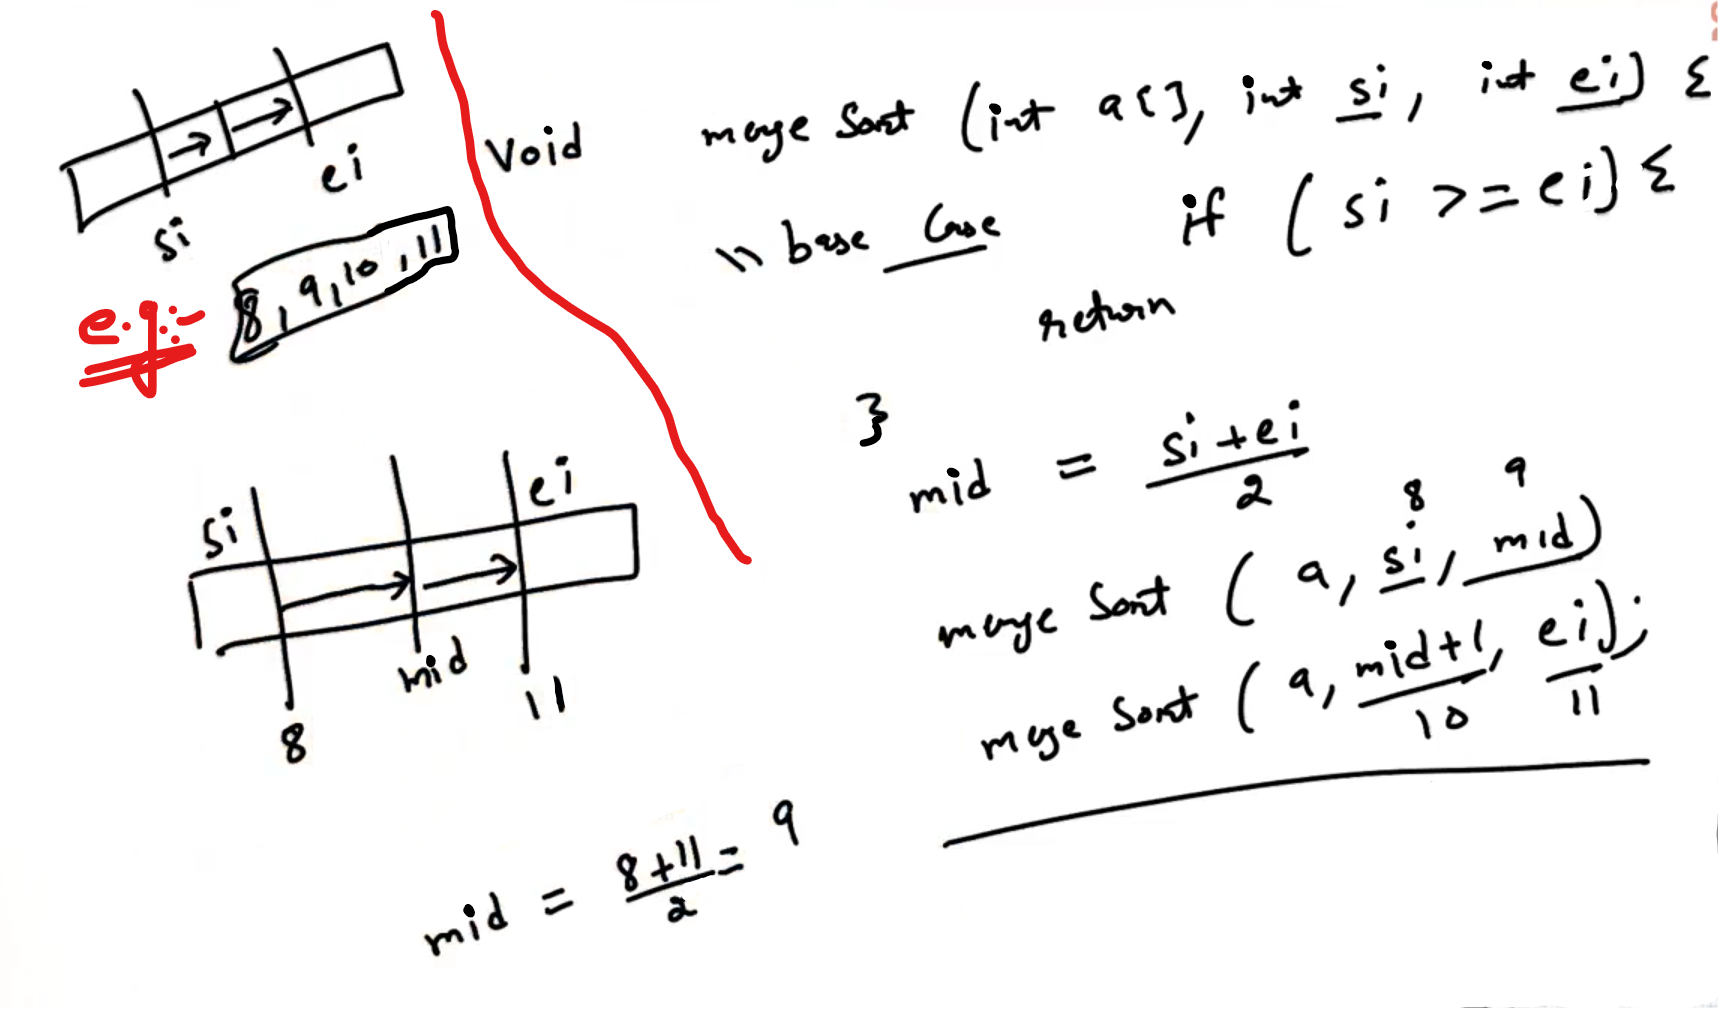 si
ei
e.g:-
8, 9, 10, 11
Void merge Sort (int a[], int si, int ei) {
\\ base Case if ( si >= ei) {
return
}
mid = si+ei
2
8 9
merge Sort ( a, si, mid)
merge Sort ( a, mid+1, ei);
10 11
si
ei
mid
8
11
mid = 8+11 = 9
2